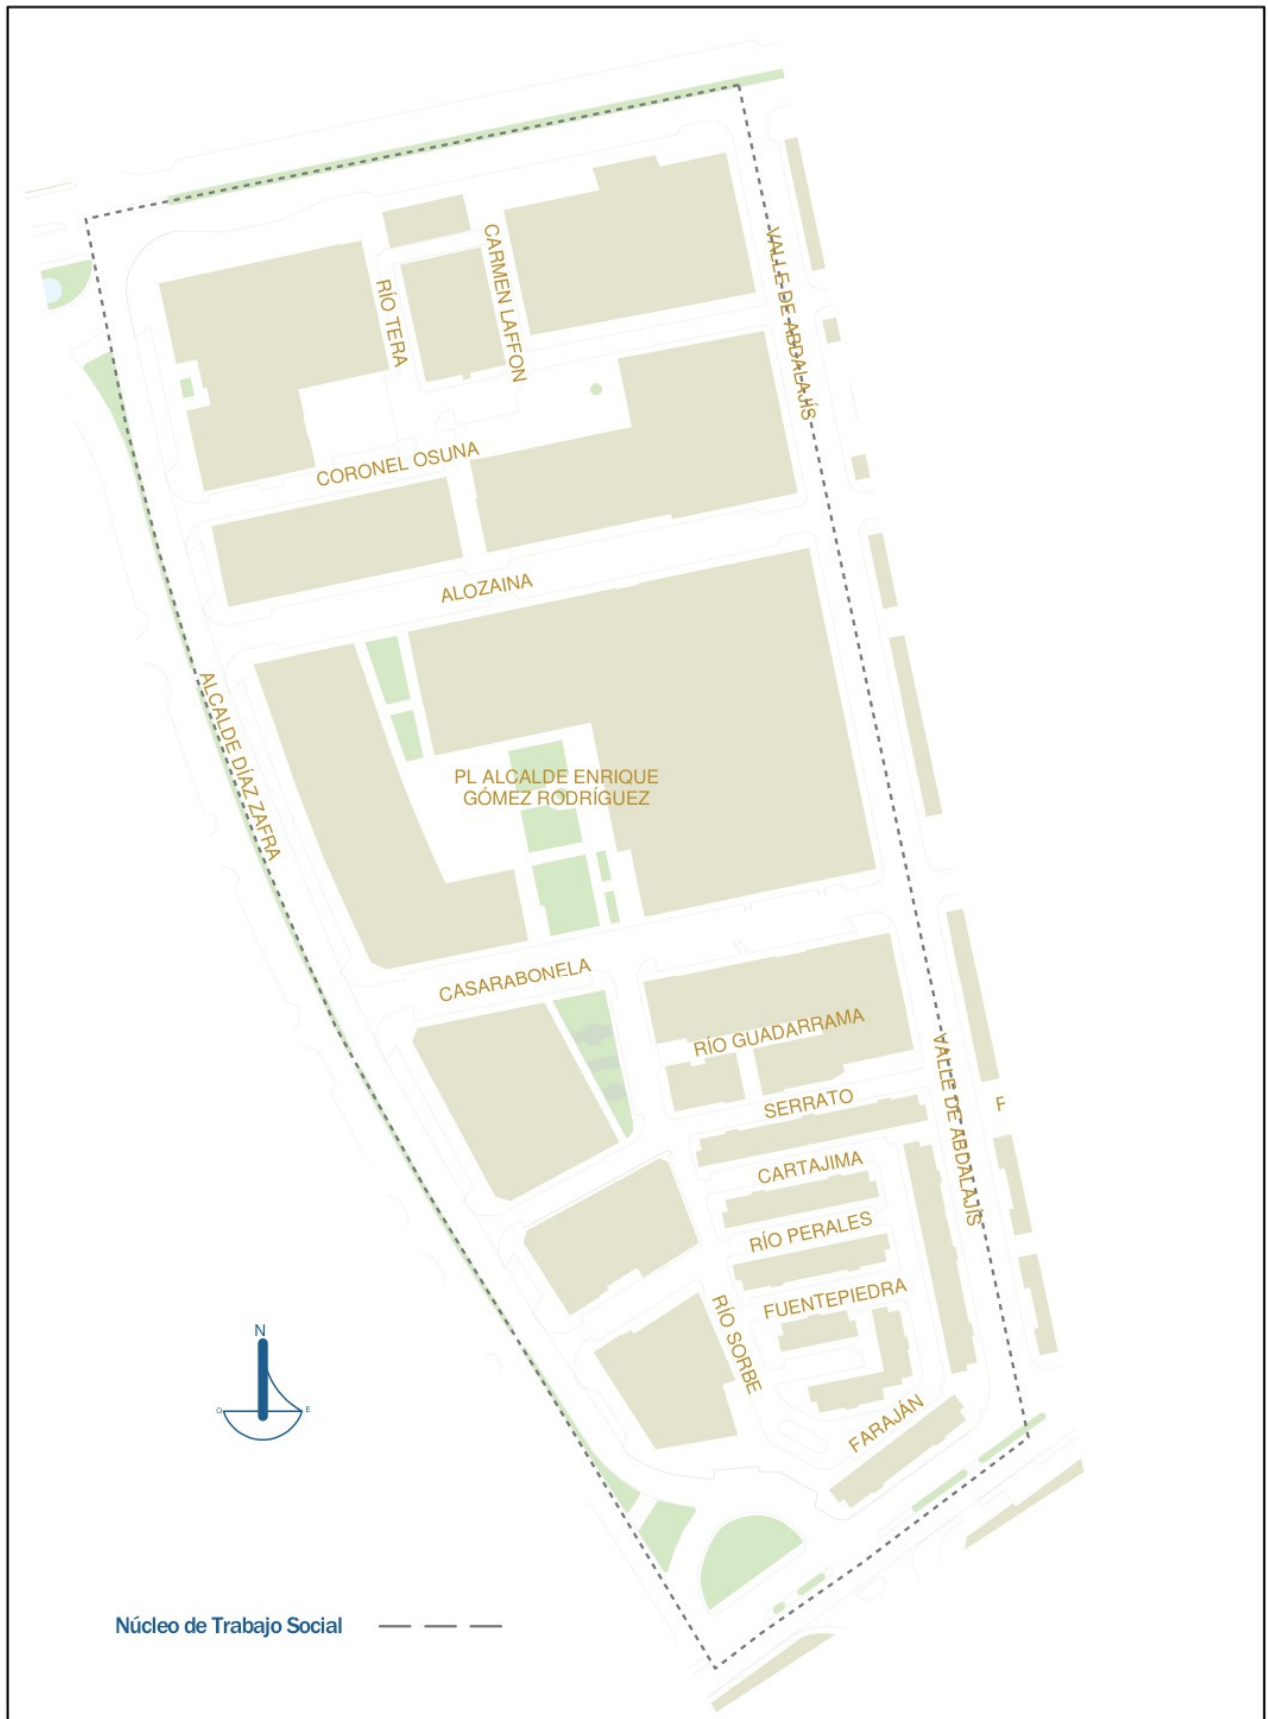 CARMEN LAFFON
VALLE DE ABDALAJÍS
RÍO TERA
CORONEL OSUNA
ALOZAINA
ALCALDE DÍAZ ZAFRA
PL ALCALDE ENRIQUE
GÓMEZ RODRÍGUEZ
CASARABONELA
RÍO GUADARRAMA
VALLE DE ABDALAJÍS
SERRATO
CARTAJIMA
RÍO PERALES
FUENTEPIEDRA
RÍO SORBE
FARAJÁN
N
O
E
Núcleo de Trabajo Social